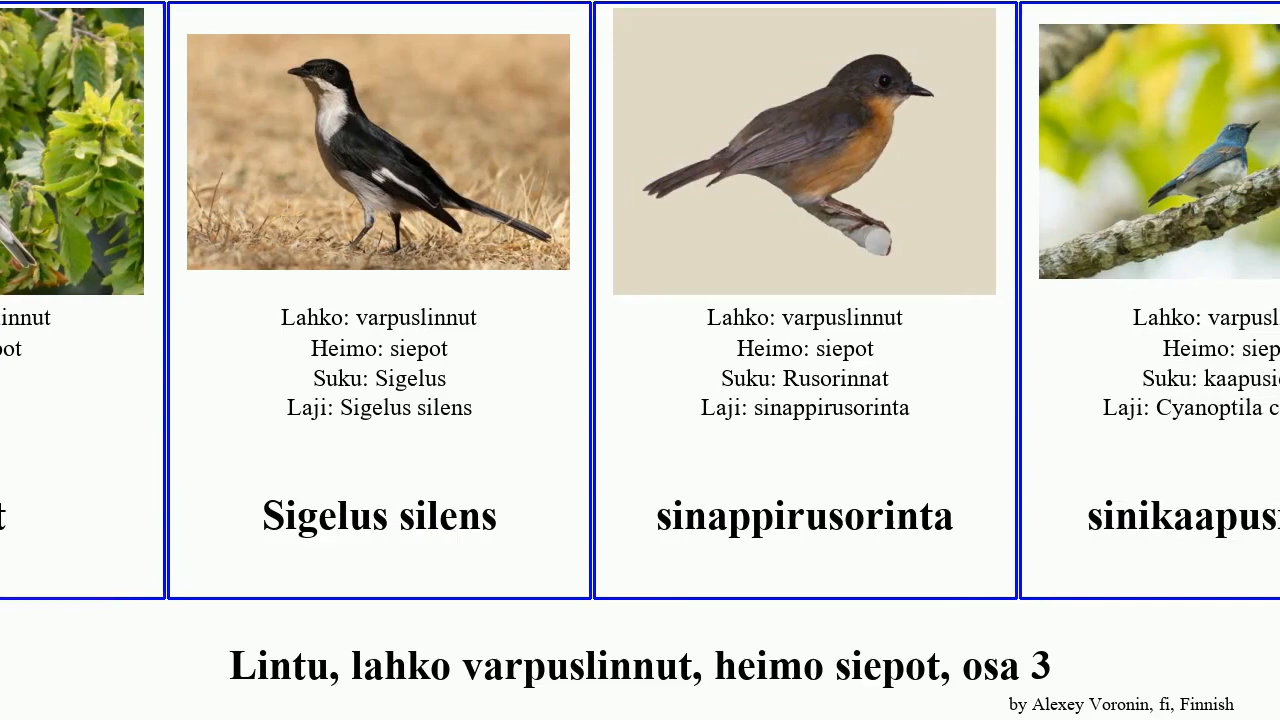 innut
Lahko: varpuslinnut
Heimo: siepot
Suku: Sigelus
Laji: Sigelus silens
Sigelus silens
Lahko: varpuslinnut
Heimo: siepot
Suku: Rusorinnat
Laji: sinappirusorinta
sinappirusorinta
Lahko: varpusl
Heimo: siep
Suku: kaapusi
Laji: Cyanoptila c
sinikaapus
Lintu, lahko varpuslinnut, heimo siepot, osa 3
by Alexey Voronin, fi, Finnish